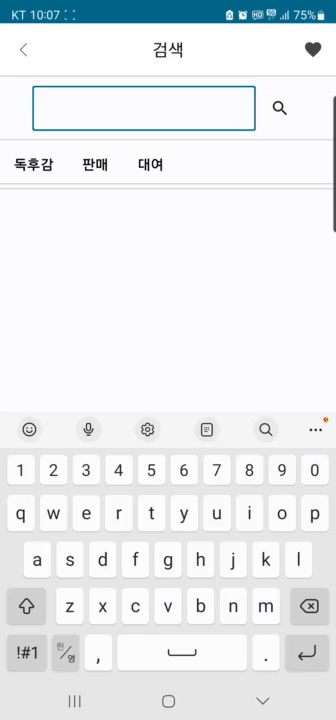 KT 10:07 75%
검색
독후감 판매 대여
1 2 3 4 5 6 7 8 9 0
q w e r t y u i o p
a s d f g h j k l
z x c v b n m
!#1 한/영 , .